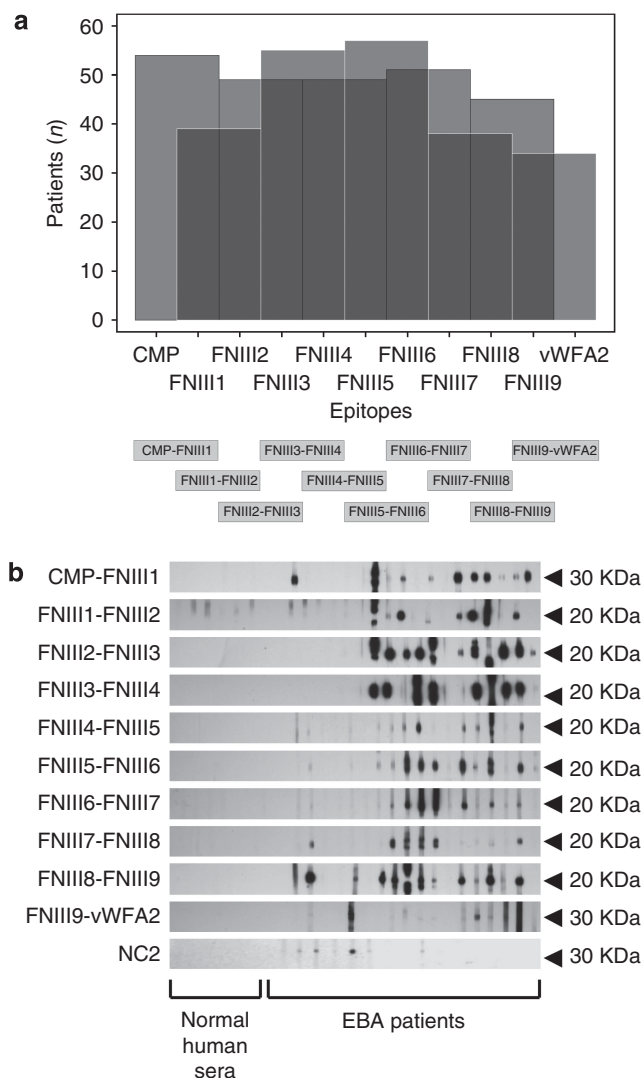 a
Patients (n)
60
50
40
30
20
10
0
CMP FNIII2 FNIII4 FNIII6 FNIII8 vWFA2
FNIII1 FNIII3 FNIII5 FNIII7 FNIII9
Epitopes
CMP-FNIII1 FNIII3-FNIII4 FNIII6-FNIII7 FNIII9-vWFA2
FNIII1-FNIII2 FNIII4-FNIII5 FNIII7-FNIII8
FNIII2-FNIII3 FNIII5-FNIII6 FNIII8-FNIII9
b
CMP-FNIII1 30 KDa
FNIII1-FNIII2 20 KDa
FNIII2-FNIII3 20 KDa
FNIII3-FNIII4 20 KDa
FNIII4-FNIII5 20 KDa
FNIII5-FNIII6 20 KDa
FNIII6-FNIII7 20 KDa
FNIII7-FNIII8 20 KDa
FNIII8-FNIII9 20 KDa
FNIII9-vWFA2 30 KDa
NC2 30 KDa
Normal EBA patients
human
sera